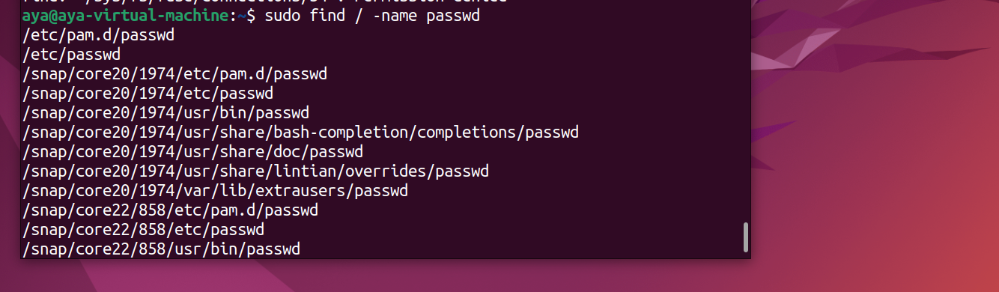 aya@aya-virtual-machine:~$ sudo find / -name passwd
/etc/pam.d/passwd
/etc/passwd
/snap/core20/1974/etc/pam.d/passwd
/snap/core20/1974/etc/passwd
/snap/core20/1974/usr/bin/passwd
/snap/core20/1974/usr/share/bash-completion/completions/passwd
/snap/core20/1974/usr/share/doc/passwd
/snap/core20/1974/usr/share/lintian/overrides/passwd
/snap/core20/1974/var/lib/extrausers/passwd
/snap/core22/858/etc/pam.d/passwd
/snap/core22/858/etc/passwd
/snap/core22/858/usr/bin/passwd